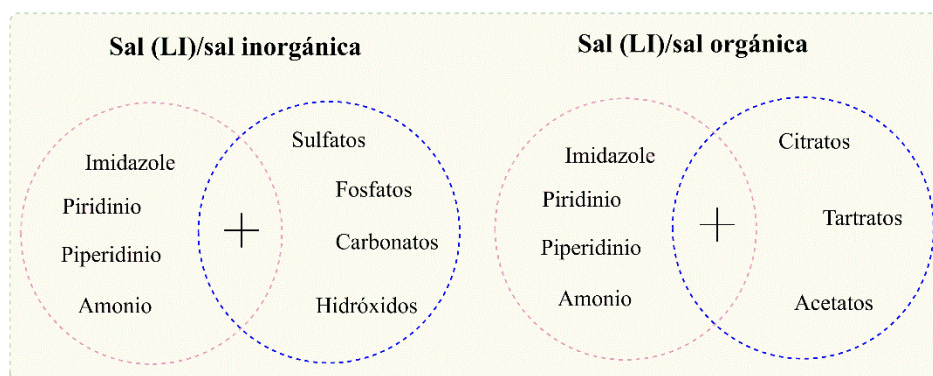 Sal (LI)/sal inorgánica
Imidazole
Piridinio
Piperidinio
Amonio
+
Sulfatos
Fosfatos
Carbonatos
Hidróxidos
Sal (LI)/sal orgánica
Imidazole
Piridinio
Piperidinio
Amonio
+
Citratos
Tartratos
Acetatos